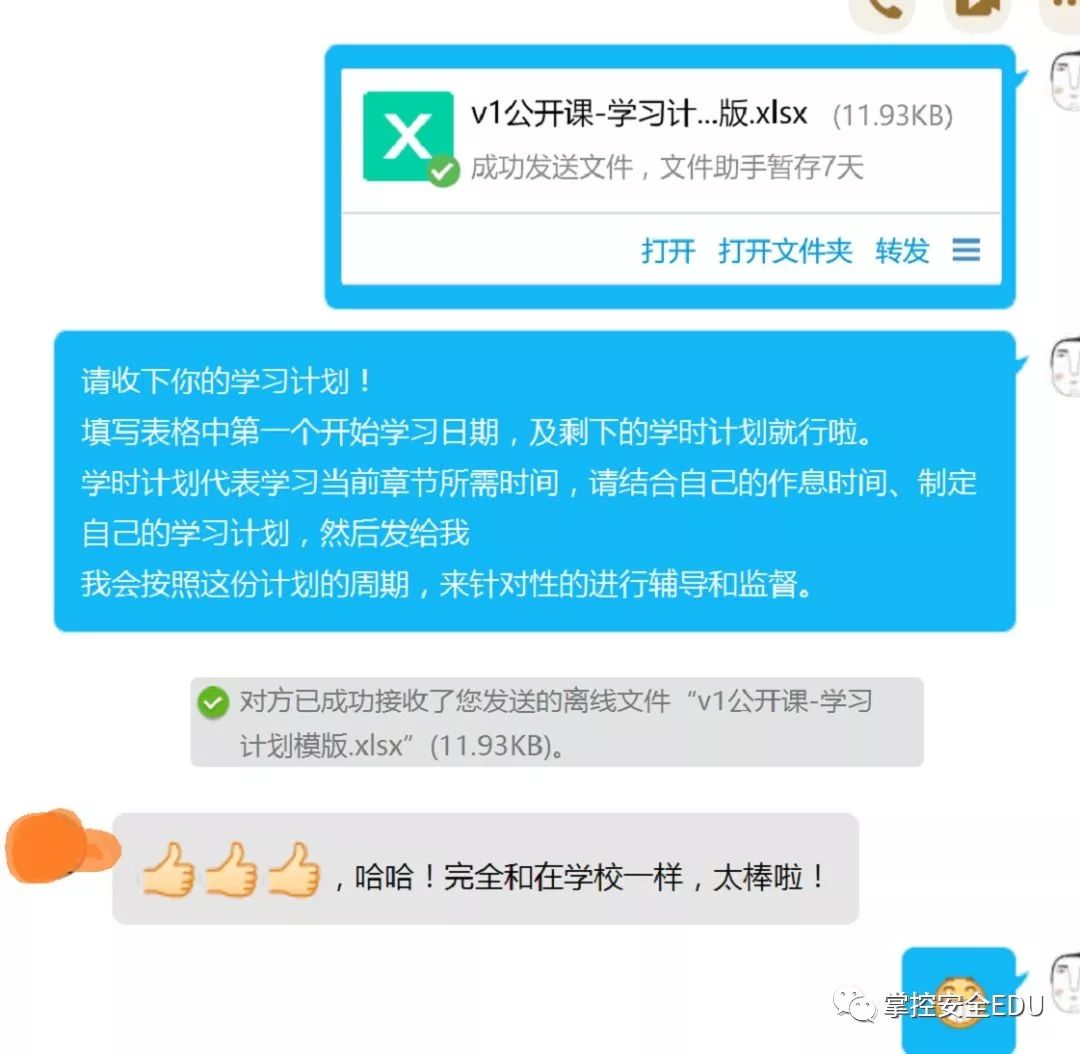 v1公开课-学习计...版.xlsx (11.93KB)
成功发送文件，文件助手暂存7天
打开 打开文件夹 转发
请收下你的学习计划！
填写表格中第一个开始学习日期，及剩下的学时计划就行啦。
学时计划代表学习当前章节所需时间，请结合自己的作息时间、制定
自己的学习计划，然后发给我
我会按照这份计划的周期，来针对性的进行辅导和监督。
对方已成功接收了您发送的离线文件“v1公开课-学习
计划模版.xlsx”(11.93KB)。
，哈哈！完全和在学校一样，太棒啦！
掌控安全EDU